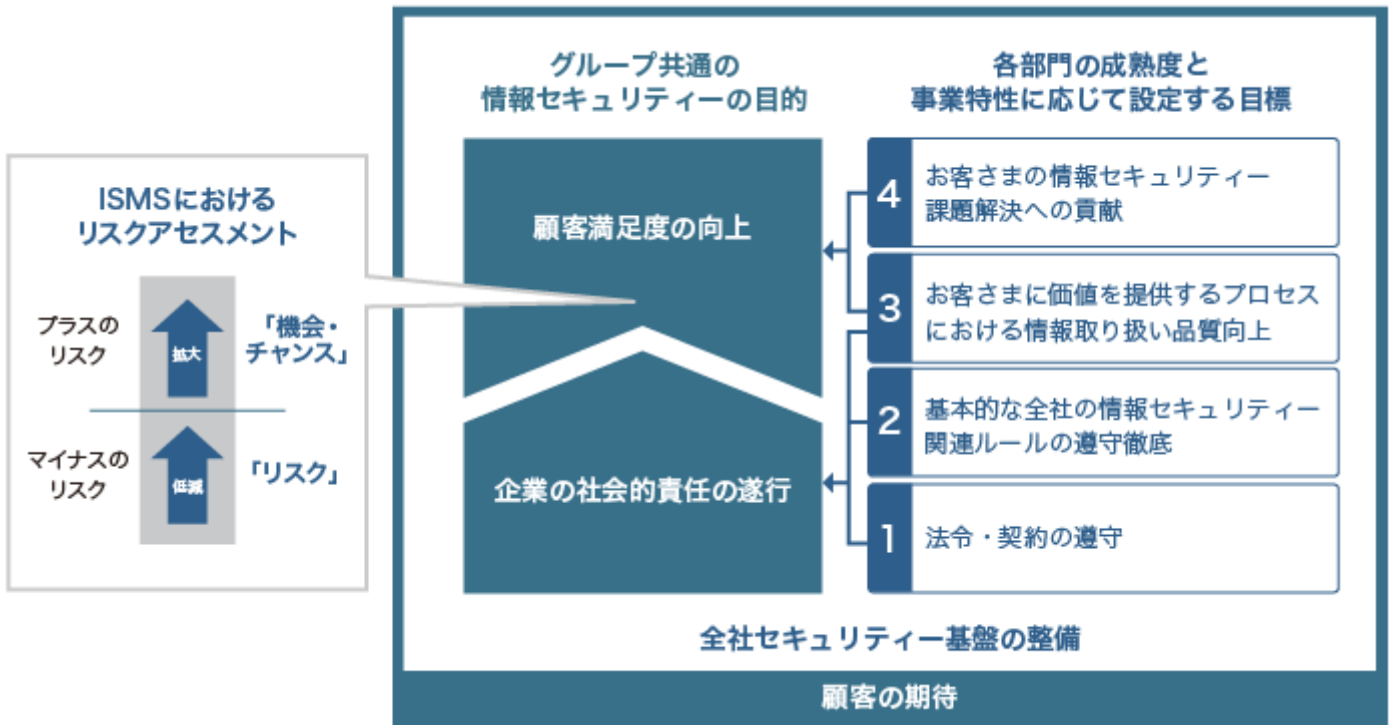 ISMSにおける
リスクアセスメント
プラスの
リスク
拡大
「機会・
チャンス」
マイナスの
リスク
低減
「リスク」
グループ共通の
情報セキュリティーの目的
顧客満足度の向上
企業の社会的責任の遂行
各部門の成熟度と
事業特性に応じて設定する目標
4
お客さまの情報セキュリティー
課題解決への貢献
3
お客さまに価値を提供するプロセス
における情報取り扱い品質向上
2
基本的な全社の情報セキュリティー
関連ルールの遵守徹底
1
法令・契約の遵守
全社セキュリティー基盤の整備
顧客の期待